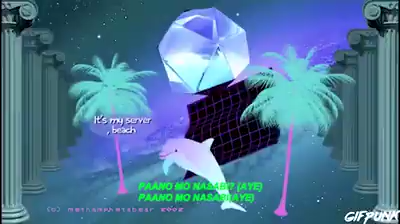 It's my server
, beach
PAANO MO NASABI? (AYE)
PAANO MO NASABI (AYE)
GIFPUNK